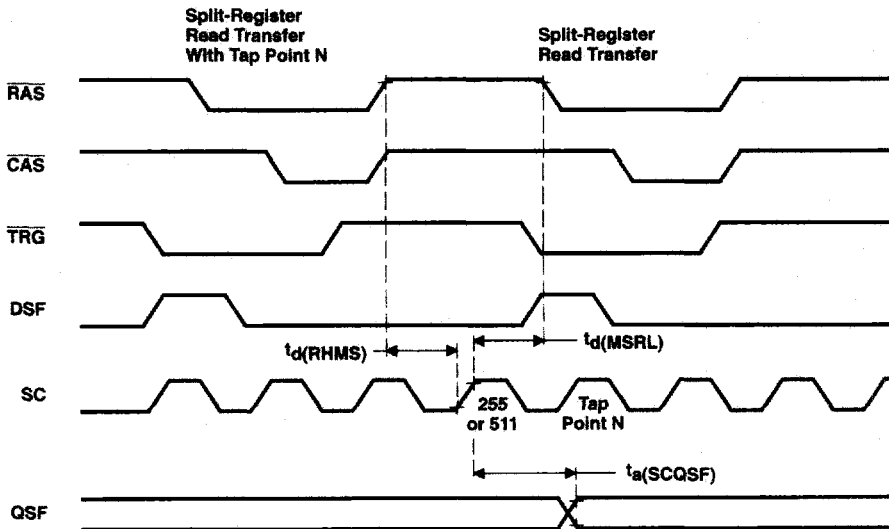 Split-Register
Read Transfer
With Tap Point N
Split-Register
Read Transfer
RAS
CAS
TRG
DSF
td(RHMS)
td(MSRL)
SC
255
or 511
Tap
Point N
ta(SCQSF)
QSF